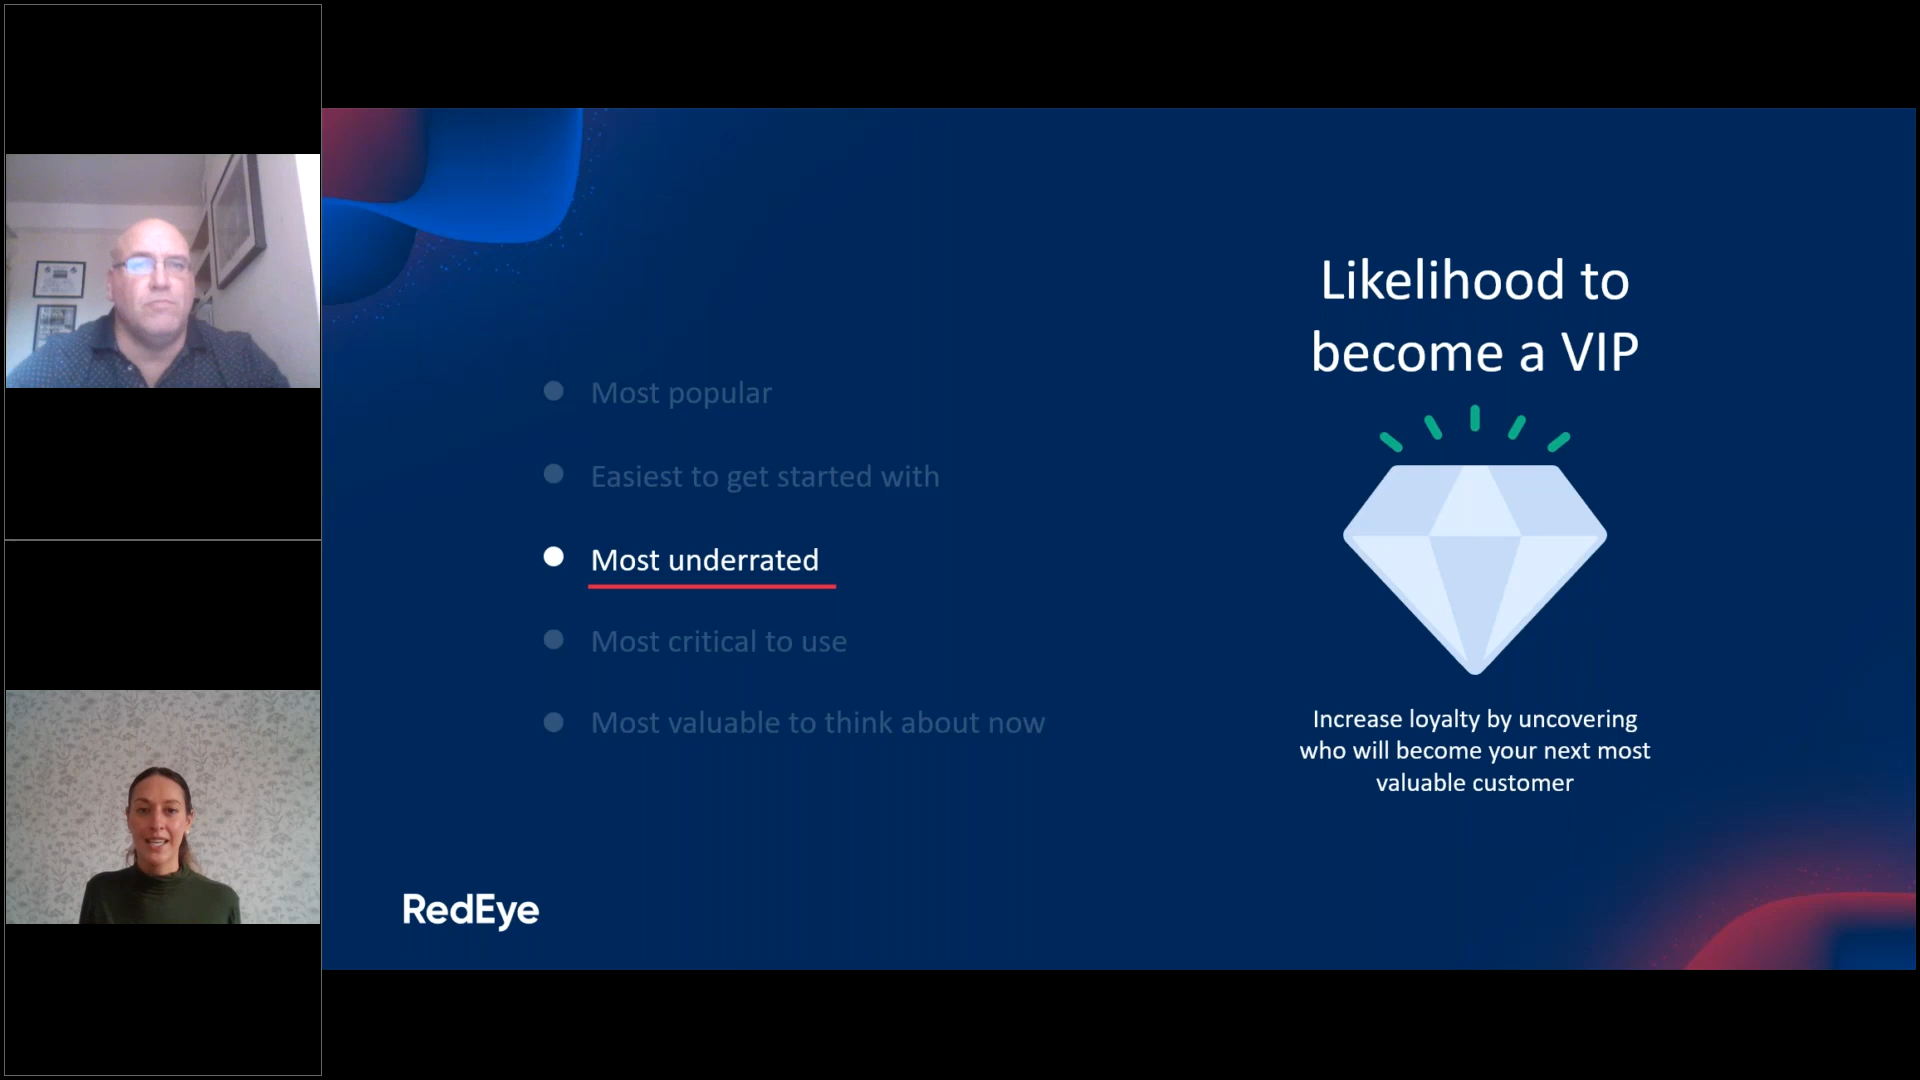 Most popular
Easiest to get started with
Most underrated
Most critical to use
Most valuable to think about now
Likelihood to
become a VIP
Increase loyalty by uncovering
who will become your next most
valuable customer
RedEye